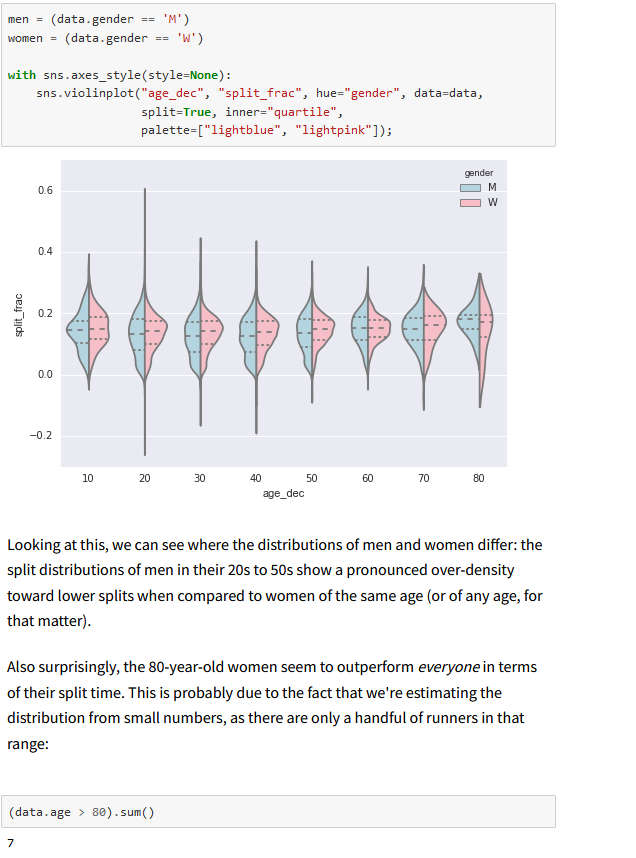 men = (data.gender == 'M')
women = (data.gender == 'W')
with sns.axes_style(style=None):
sns.violinplot("age_dec", "split_frac", hue="gender", data=data,
split=True, inner="quartile",
palette=["lightblue", "lightpink"]);
gender
M
W
0.6
0.4
0.2
0.0
−0.2
split_frac
10 20 30 40 50 60 70 80
age_dec
Looking at this, we can see where the distributions of men and women differ: the
split distributions of men in their 20s to 50s show a pronounced over-density
toward lower splits when compared to women of the same age (or of any age, for
that matter).
Also surprisingly, the 80-year-old women seem to outperform everyone in terms
of their split time. This is probably due to the fact that we're estimating the
distribution from small numbers, as there are only a handful of runners in that
range:
(data.age > 80).sum()
7